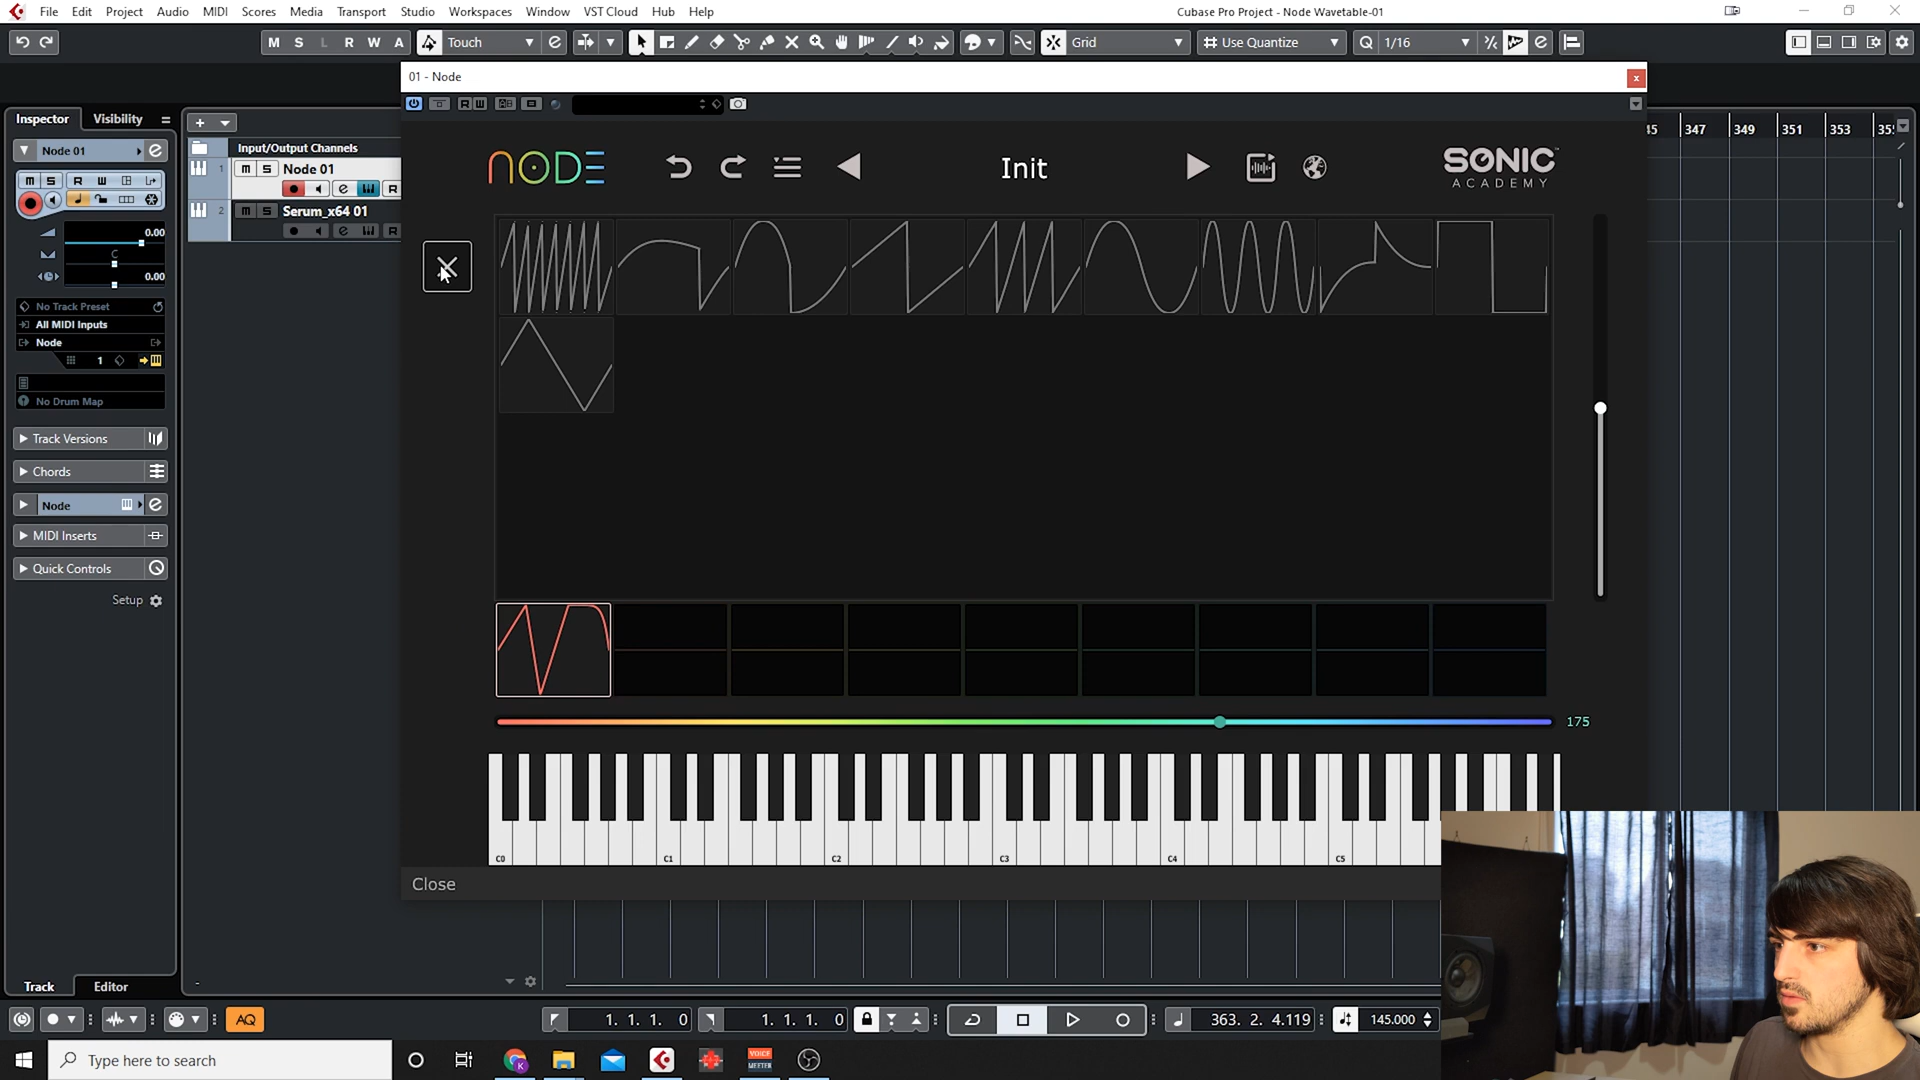 File Edit Project Audio MIDI Scores Media Transport Studio Workspaces Window VST Cloud Hub Help
Cubase Pro Project - Node Wavetable-01
M S L R W A Touch Grid Use Quantize Q 1/16
01 - Node
Inspector Visibility
Node 01
M S R W
0.00
C
0.00
No Track Preset
All MIDI Inputs
Node
1
No Drum Map
Track Versions
Chords
Node
MIDI Inserts
Quick Controls
Setup
Track Editor
Input/Output Channels
1 M S Node 01
R
2 M S Serum_x64 01
R
NODE
Init
SONIC
ACADEMY
347 349 351 353
175
C0 C1 C2 C3 C4 C5
Close
AQ
1. 1. 1. 0
1. 1. 1. 0
363. 2. 4.119
145.000
Type here to search
VOICE
MEETER